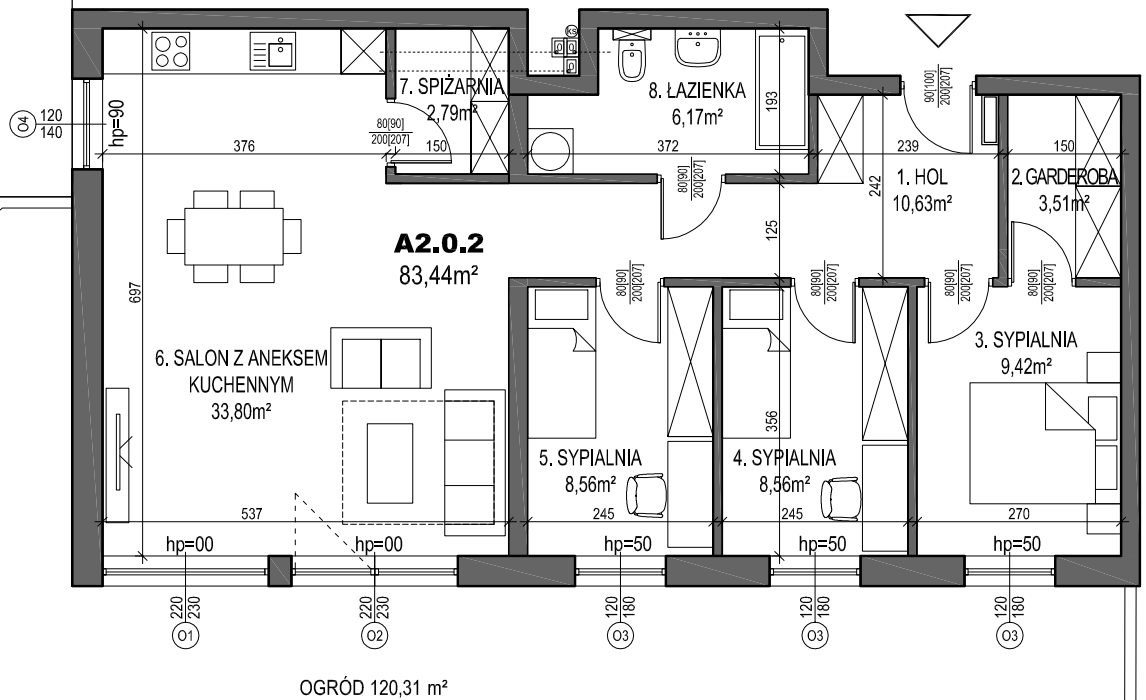 KS
7. SPIŻARNIA
2,79m²
8. ŁAZIENKA
6,17m²
193
90[100]
200[207]
O4
120
140
hp=90
80[90]
200[207]
376
150
372
239
150
80[90]
200[207]
242
1. HOL
10,63m²
2. GARDEROBA
3,51m²
A2.0.2
83,44m²
125
697
80[90]
200[207]
80[90]
200[207]
80[90]
200[207]
80[90]
200[207]
6. SALON Z ANEKSEM
KUCHENNYM
33,80m²
3. SYPIALNIA
9,42m²
356
5. SYPIALNIA
8,56m²
4. SYPIALNIA
8,56m²
537
245
245
270
hp=00
hp=00
hp=50
hp=50
hp=50
220
230
220
230
120
180
120
180
120
180
O1
O2
O3
O3
O3
OGRÓD 120,31 m²